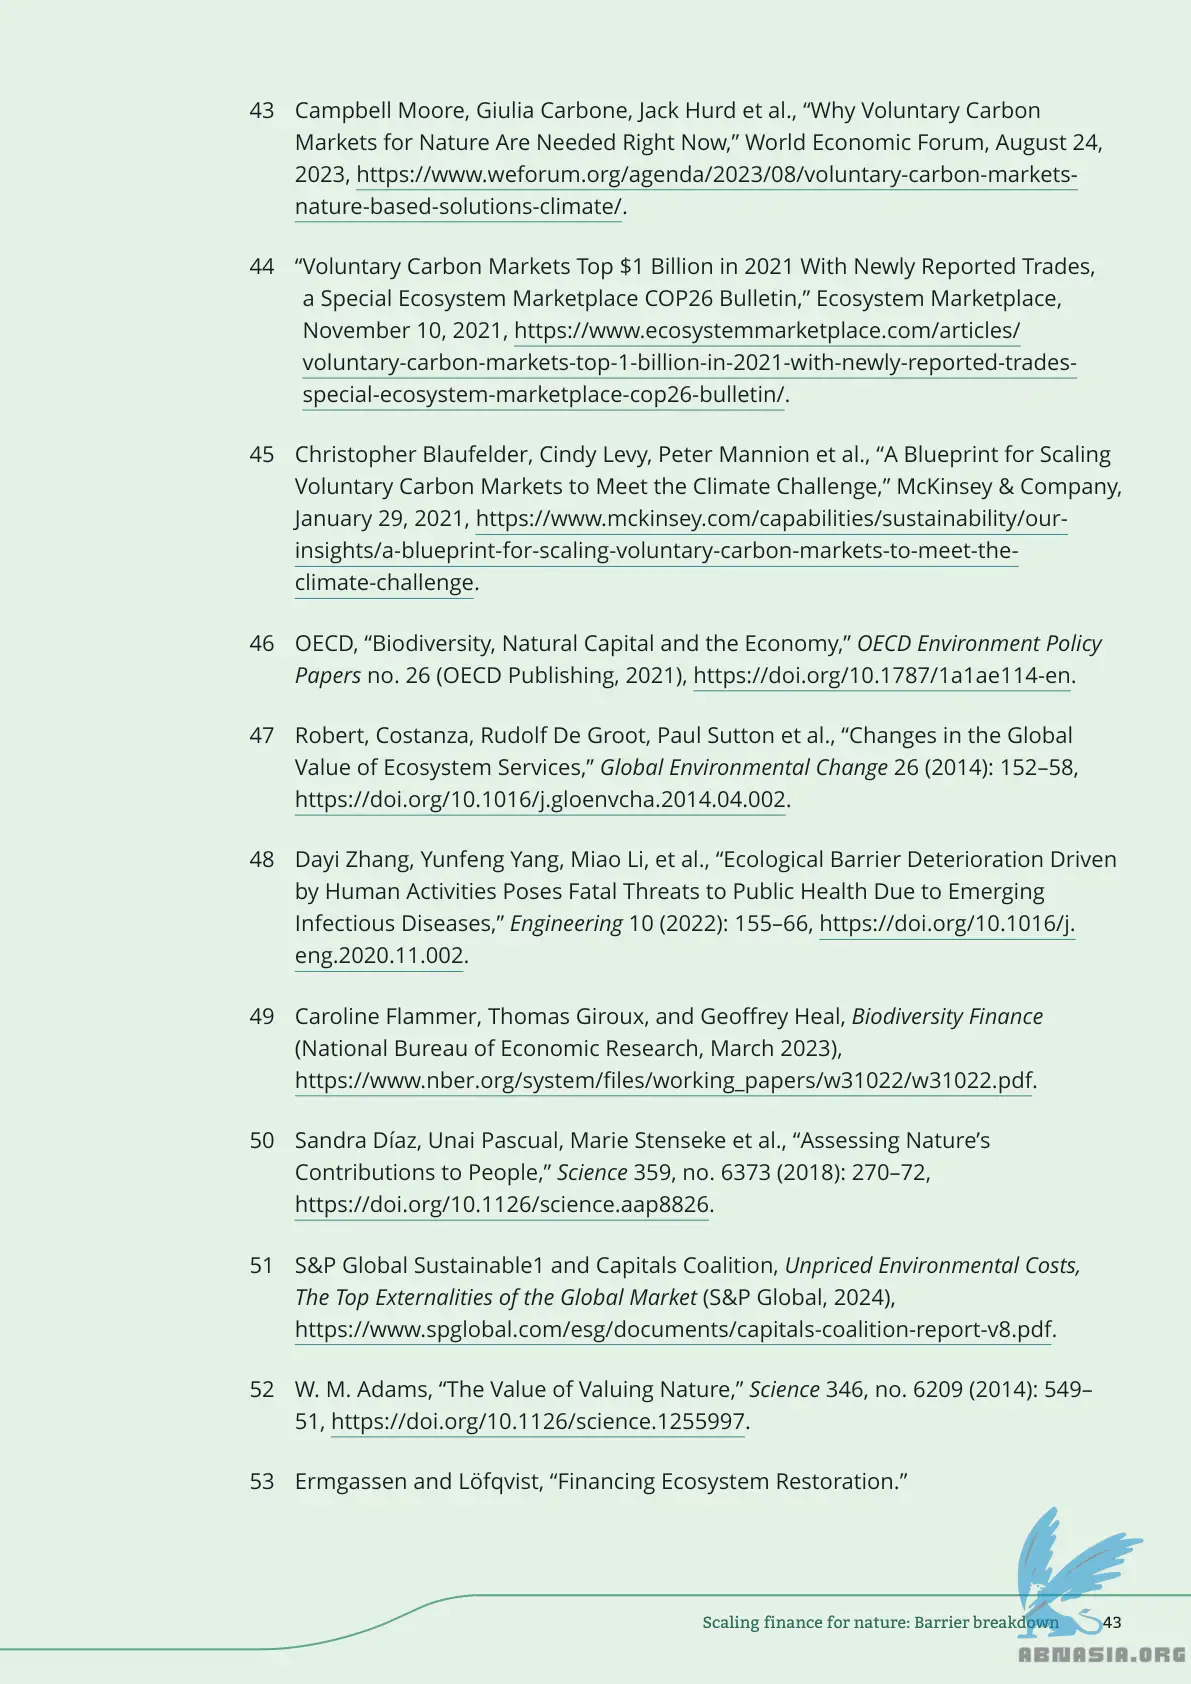 43 Campbell Moore, Giulia Carbone, Jack Hurd et al., “Why Voluntary Carbon
Markets for Nature Are Needed Right Now,” World Economic Forum, August 24,
2023, https://www.weforum.org/agenda/2023/08/voluntary-carbon-markets-
nature-based-solutions-climate/.
44 “Voluntary Carbon Markets Top $1 Billion in 2021 With Newly Reported Trades,
a Special Ecosystem Marketplace COP26 Bulletin,” Ecosystem Marketplace,
November 10, 2021, https://www.ecosystemmarketplace.com/articles/
voluntary-carbon-markets-top-1-billion-in-2021-with-newly-reported-trades-
special-ecosystem-marketplace-cop26-bulletin/.
45 Christopher Blaufelder, Cindy Levy, Peter Mannion et al., “A Blueprint for Scaling
Voluntary Carbon Markets to Meet the Climate Challenge,” McKinsey & Company,
January 29, 2021, https://www.mckinsey.com/capabilities/sustainability/our-
insights/a-blueprint-for-scaling-voluntary-carbon-markets-to-meet-the-
climate-challenge.
46 OECD, “Biodiversity, Natural Capital and the Economy,” OECD Environment Policy
Papers no. 26 (OECD Publishing, 2021), https://doi.org/10.1787/1a1ae114-en.
47 Robert, Costanza, Rudolf De Groot, Paul Sutton et al., “Changes in the Global
Value of Ecosystem Services,” Global Environmental Change 26 (2014): 152–58,
https://doi.org/10.1016/j.gloenvcha.2014.04.002.
48 Dayi Zhang, Yunfeng Yang, Miao Li, et al., “Ecological Barrier Deterioration Driven
by Human Activities Poses Fatal Threats to Public Health Due to Emerging
Infectious Diseases,” Engineering 10 (2022): 155–66, https://doi.org/10.1016/j.
eng.2020.11.002.
49 Caroline Flammer, Thomas Giroux, and Geoffrey Heal, Biodiversity Finance
(National Bureau of Economic Research, March 2023),
https://www.nber.org/system/files/working_papers/w31022/w31022.pdf.
50 Sandra Díaz, Unai Pascual, Marie Stenseke et al., “Assessing Nature’s
Contributions to People,” Science 359, no. 6373 (2018): 270–72,
https://doi.org/10.1126/science.aap8826.
51 S&P Global Sustainable1 and Capitals Coalition, Unpriced Environmental Costs,
The Top Externalities of the Global Market (S&P Global, 2024),
https://www.spglobal.com/esg/documents/capitals-coalition-report-v8.pdf.
52 W. M. Adams, “The Value of Valuing Nature,” Science 346, no. 6209 (2014): 549–
51, https://doi.org/10.1126/science.1255997.
53 Ermgassen and Löfqvist, “Financing Ecosystem Restoration.”
Scaling finance for nature: Barrier breakdown 43
ABNASIA.ORG